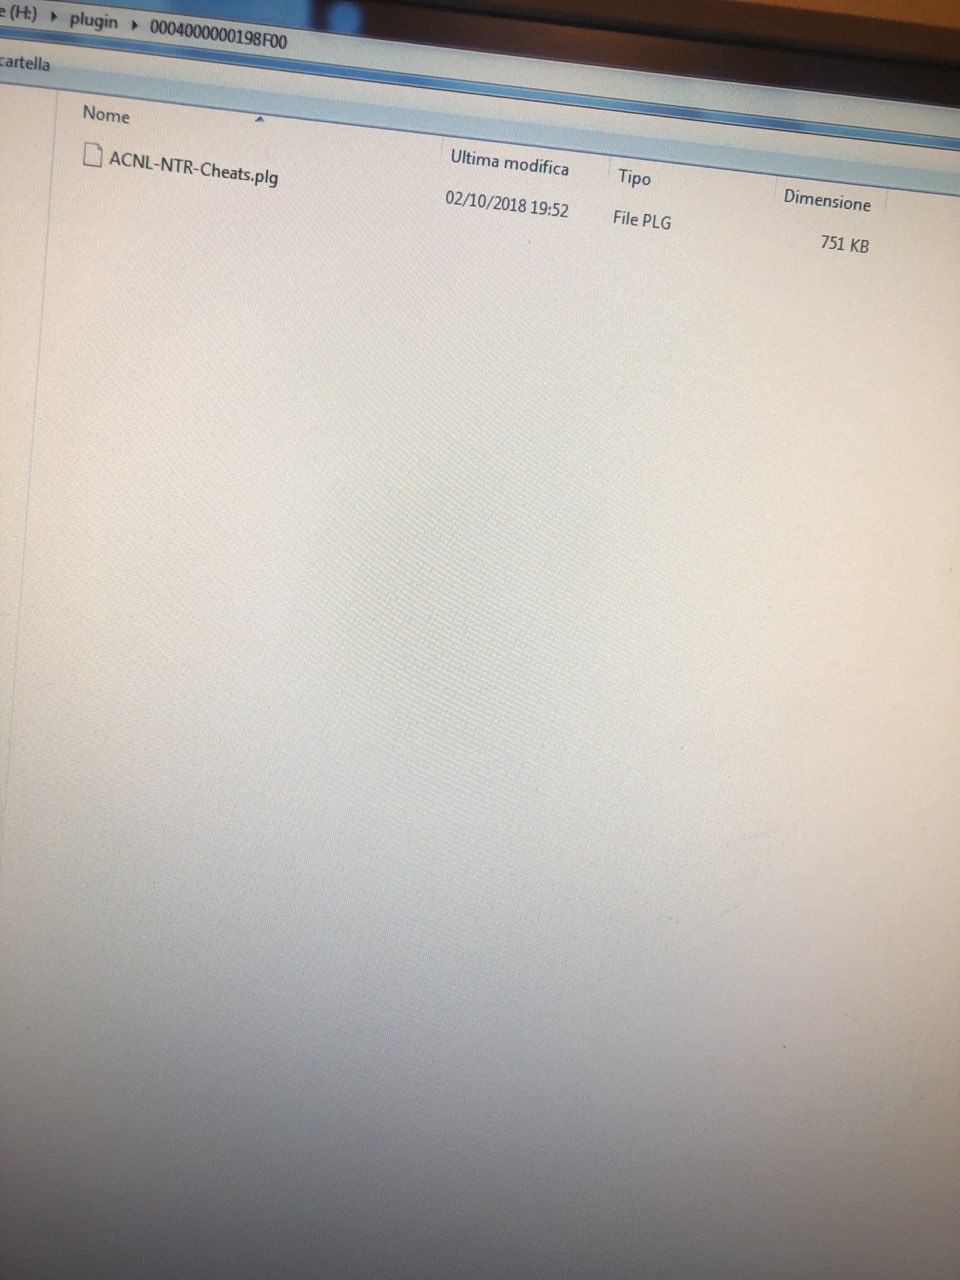 e (H:) ▸ plugin ▸ 0004000000198F00
cartella
Nome Ultima modifica Tipo Dimensione
ACNL-NTR-Cheats.plg 02/10/2018 19:52 File PLG 751 KB